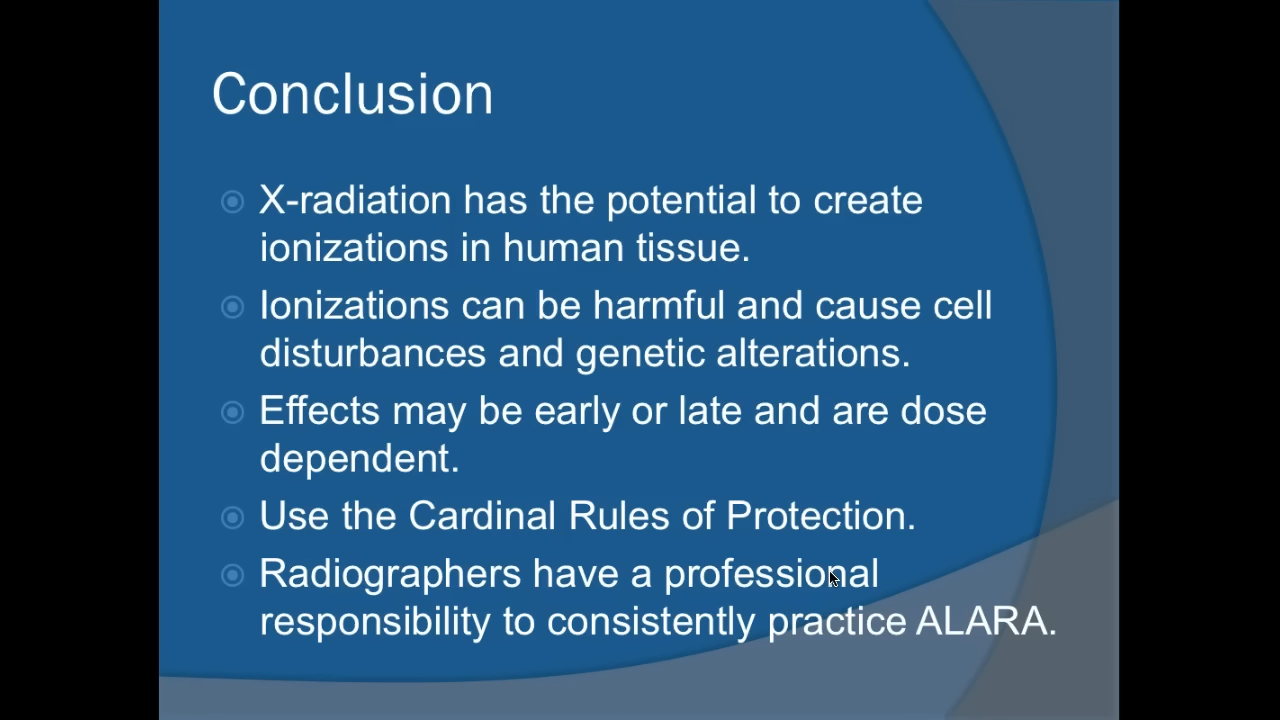 Conclusion
X-radiation has the potential to create
ionizations in human tissue.
Ionizations can be harmful and cause cell
disturbances and genetic alterations.
Effects may be early or late and are dose
dependent.
Use the Cardinal Rules of Protection.
Radiographers have a professional
responsibility to consistently practice ALARA.